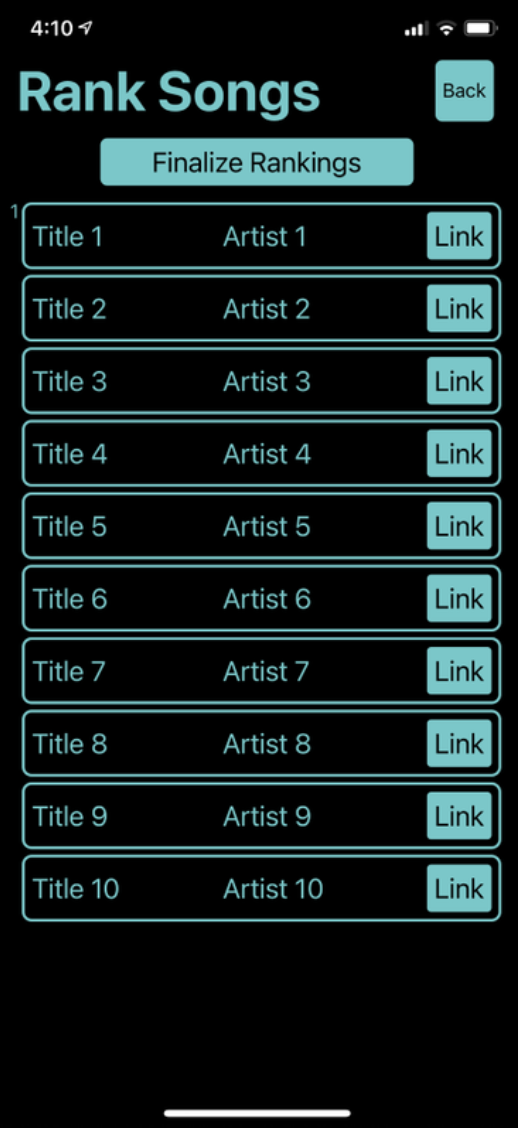 4:10
Rank Songs
Back
Finalize Rankings
1
Title 1 Artist 1 Link
Title 2 Artist 2 Link
Title 3 Artist 3 Link
Title 4 Artist 4 Link
Title 5 Artist 5 Link
Title 6 Artist 6 Link
Title 7 Artist 7 Link
Title 8 Artist 8 Link
Title 9 Artist 9 Link
Title 10 Artist 10 Link